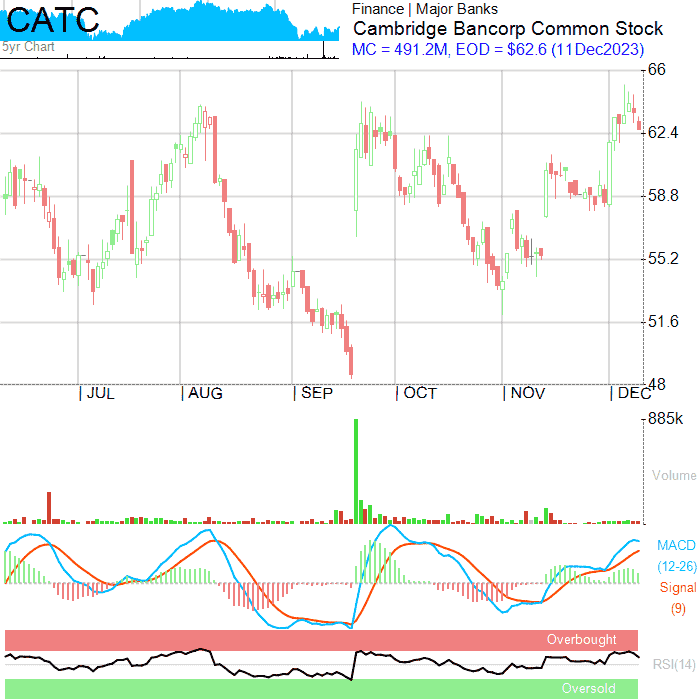 CATC
5yr Chart
Finance | Major Banks
Cambridge Bancorp Common Stock
MC = 491.2M, EOD = $62.6 (11Dec2023)
66
62.4
58.8
55.2
51.6
48
| JUL | AUG | SEP | OCT | NOV | DEC
885k
Volume
MACD
(12-26)
Signal
(9)
Overbought
RSI(14)
Oversold